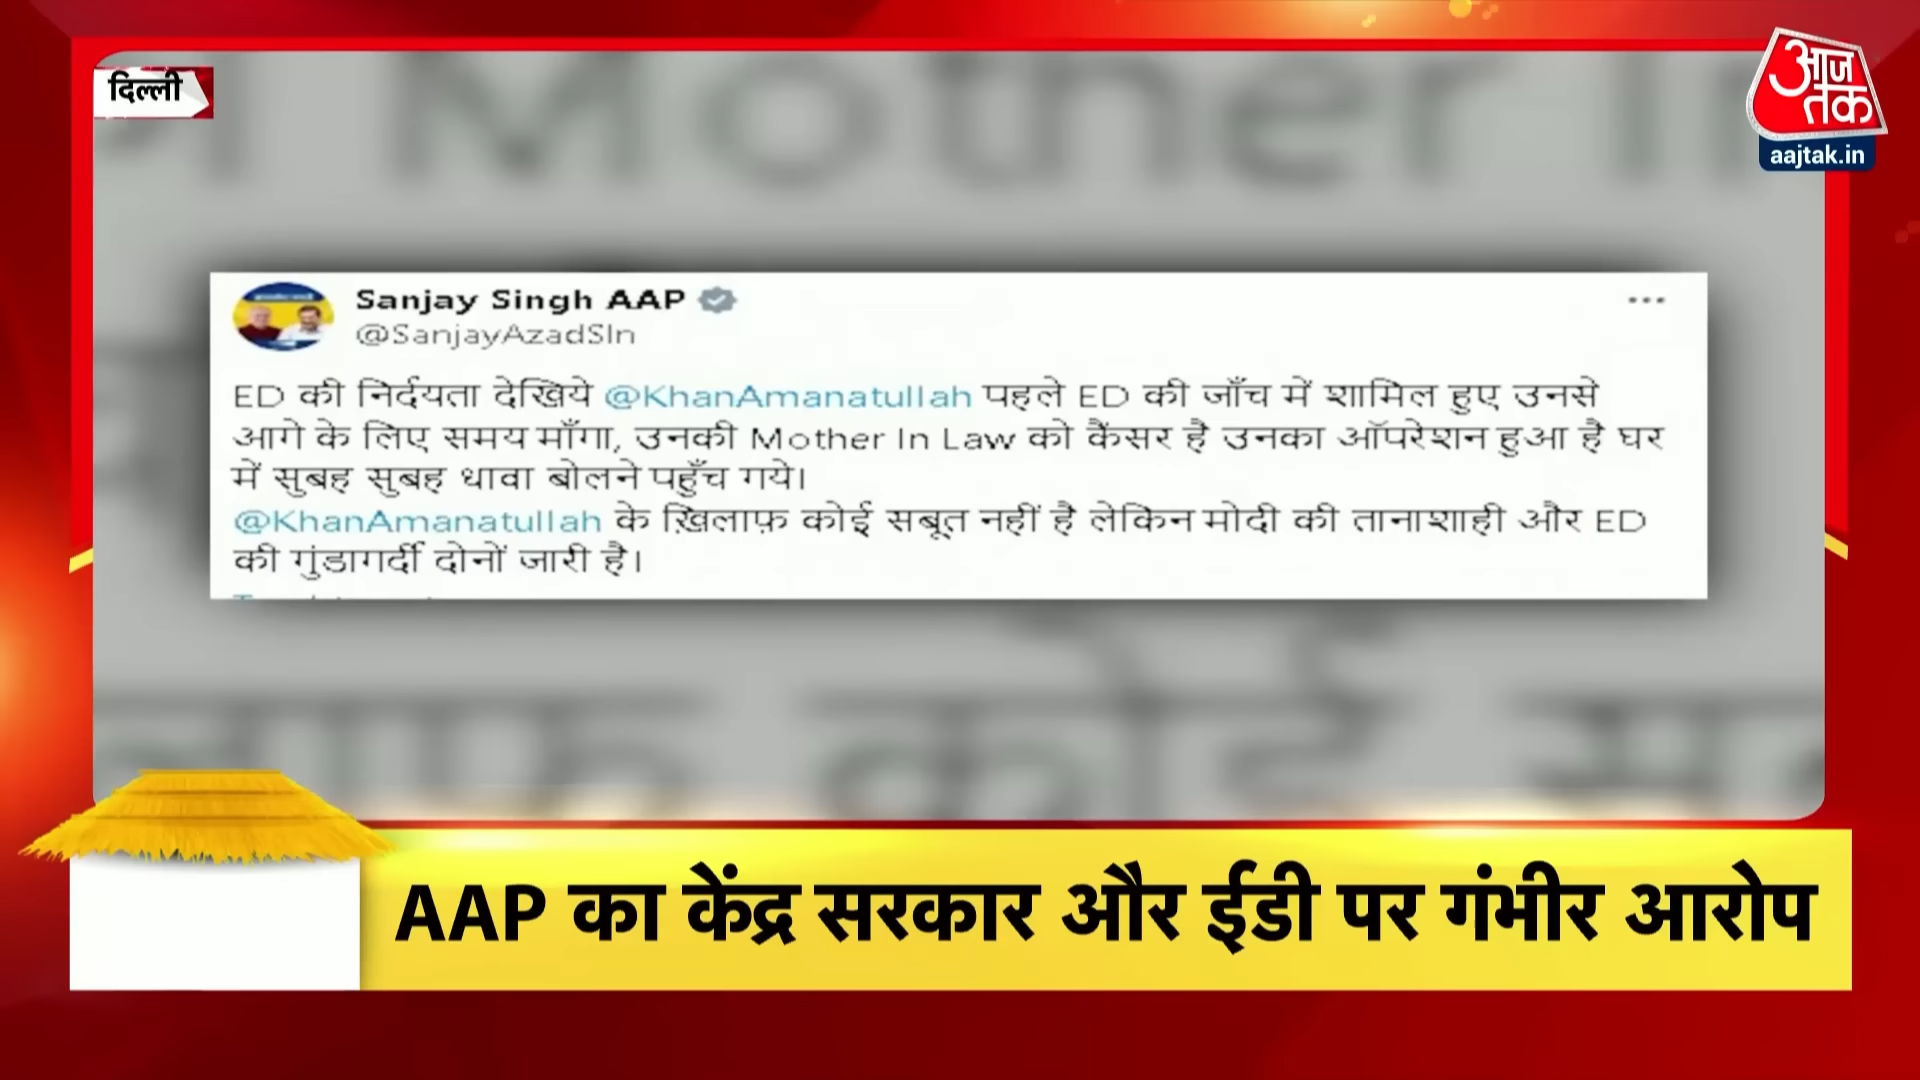 दिल्ली
आज
तक
aajtak.in
Sanjay Singh AAP
@SanjayAzadSln
ED की निर्दयता देखिये @KhanAmanatullah पहले ED की जाँच में शामिल हुए उनसे
आगे के लिए समय माँगा, उनकी Mother In Law को कैंसर है उनका ऑपरेशन हुआ है घर
में सुबह सुबह धावा बोलने पहुँच गये।
@KhanAmanatullah के ख़िलाफ़ कोई सबूत नहीं है लेकिन मोदी की तानाशाही और ED
की गुंडागर्दी दोनों जारी है।
AAP का केंद्र सरकार और ईडी पर गंभीर आरोप